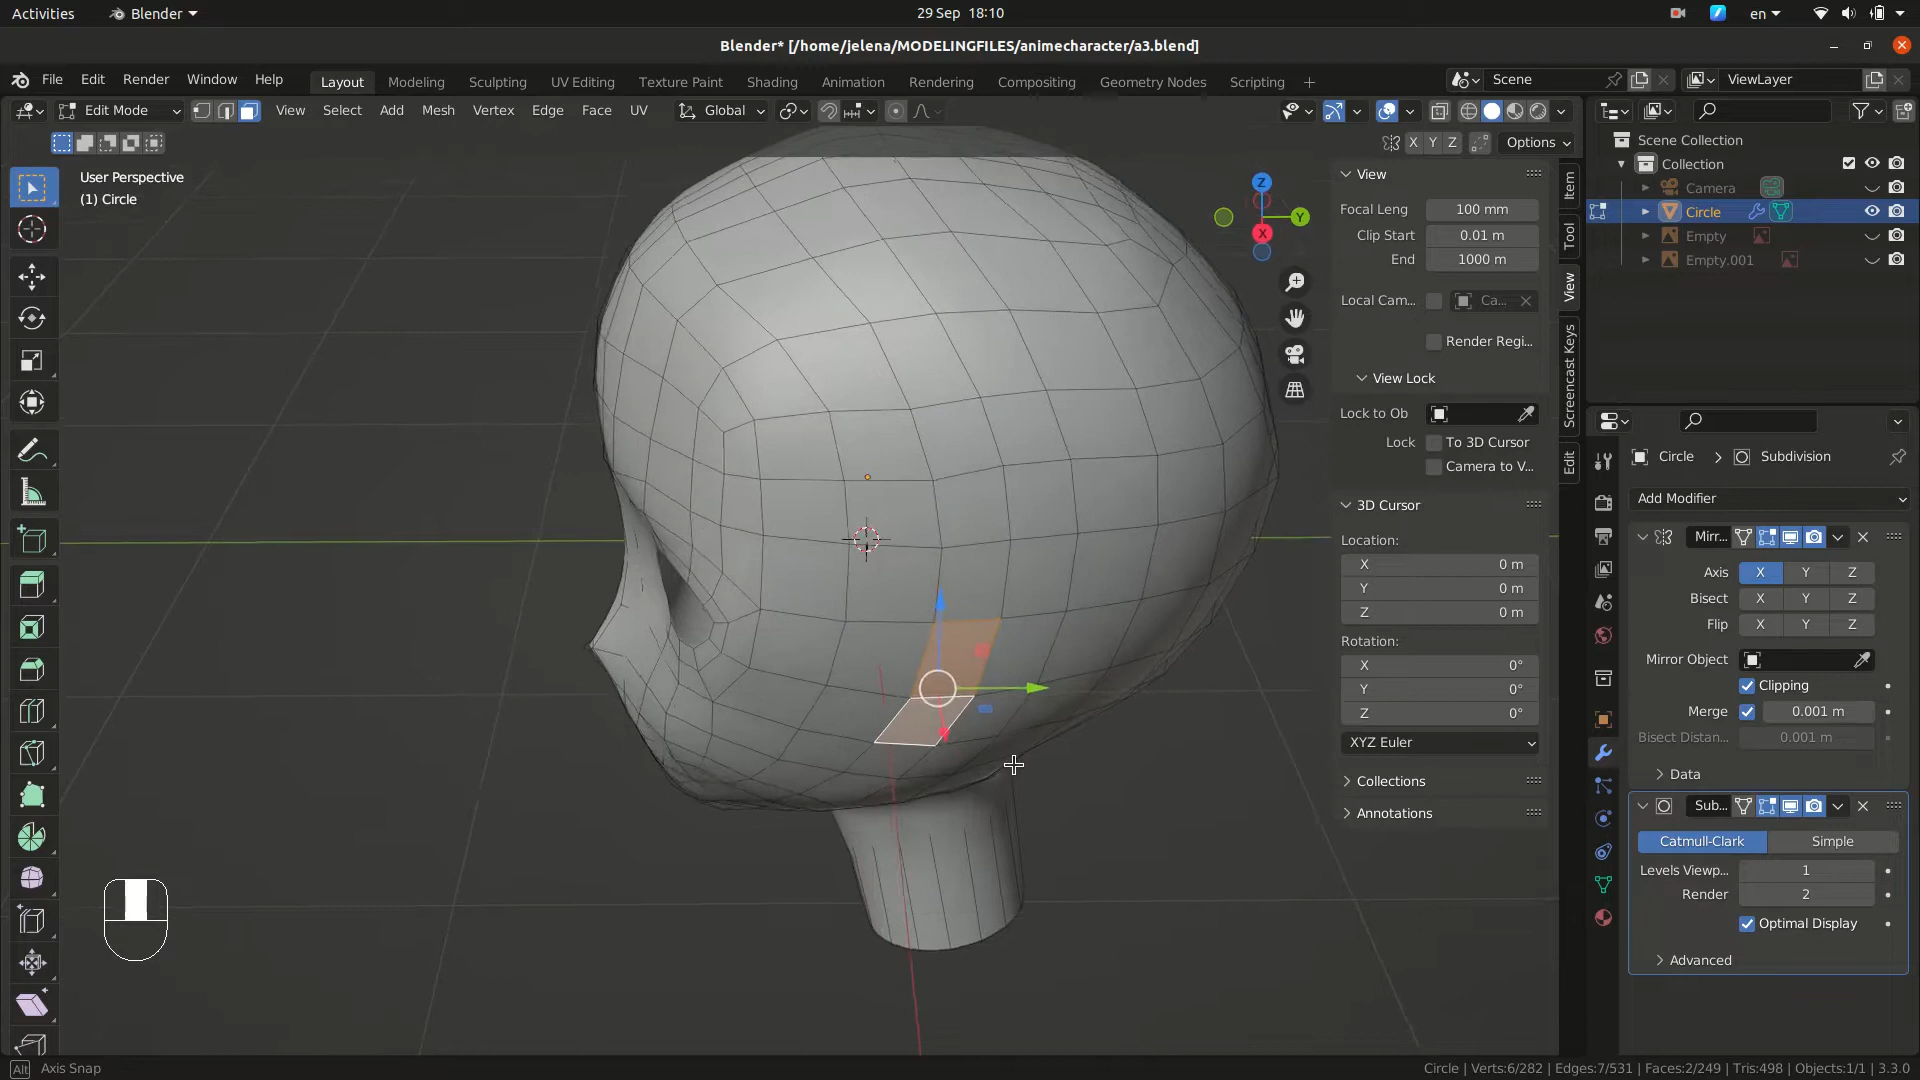 Activities Blender 29 Sep 18:10 en
Blender* [/home/jelena/MODELINGFILES/animecharacter/a3.blend]
File Edit Render Window Help Layout Modeling Sculpting UV Editing Texture Paint Shading Animation Rendering Compositing Geometry Nodes Scripting + Scene ViewLayer
Edit Mode View Select Add Mesh Vertex Edge Face UV Global
X Y Z Options
Scene Collection
Collection
Camera
Circle
Empty
Empty.001
User Perspective
(1) Circle
Z
Y
X
View
Focal Leng 100 mm
Clip Start 0.01 m
End 1000 m
Local Cam... Ca...
Render Regi...
View Lock
Lock to Ob
Lock To 3D Cursor
Camera to V...
3D Cursor
Location:
X 0 m
Y 0 m
Z 0 m
Rotation:
X 0°
Y 0°
Z 0°
XYZ Euler
Collections
Annotations
Item
Tool
View
Screencast Keys
Edit
Circle > Subdivision
Add Modifier
Mirr...
Axis X Y Z
Bisect X Y Z
Flip X Y Z
Mirror Object
Clipping
Merge 0.001 m
Bisect Distan... 0.001 m
Data
Sub...
Catmull-Clark Simple
Levels Viewp... 1
Render 2
Optimal Display
Advanced
Alt Axis Snap Circle | Verts:6/282 | Edges:7/531 | Faces:2/249 | Tris:498 | Objects:1/1 | 3.3.0